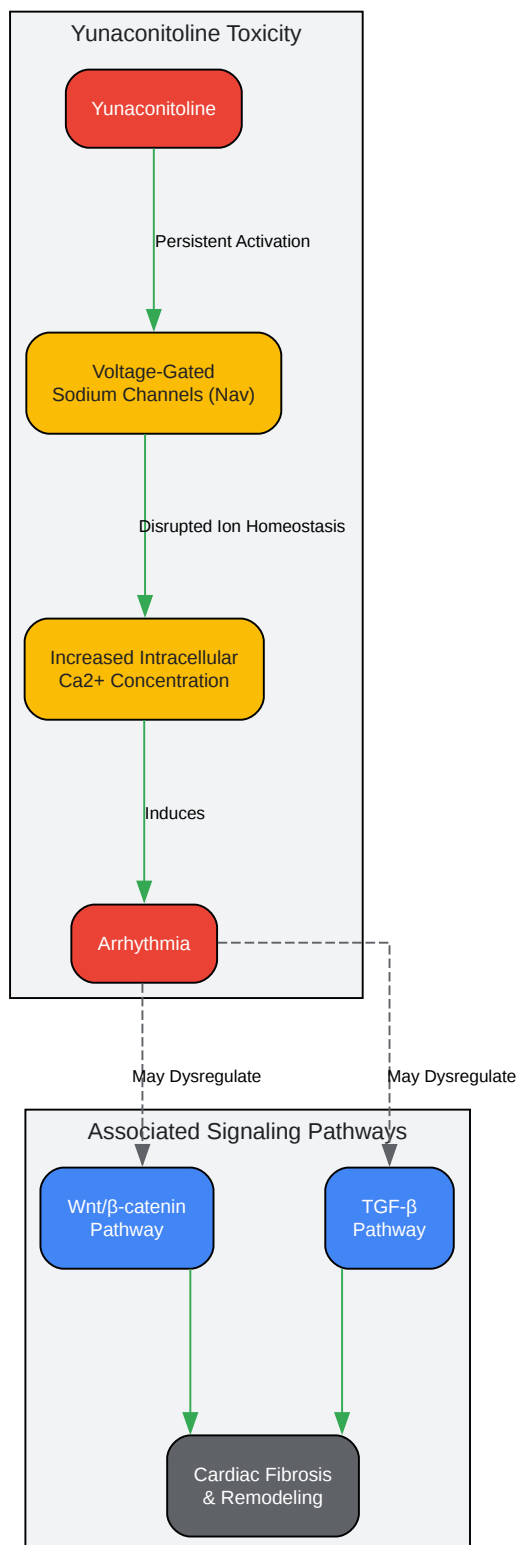 Yunaconitoline Toxicity
Yunaconitoline
Persistent Activation
Voltage-Gated
Sodium Channels (Nav)
Disrupted Ion Homeostasis
Increased Intracellular
Ca2+ Concentration
Induces
Arrhythmia
May Dysregulate
May Dysregulate
Associated Signaling Pathways
Wnt/β-catenin
Pathway
TGF-β
Pathway
Cardiac Fibrosis
& Remodeling